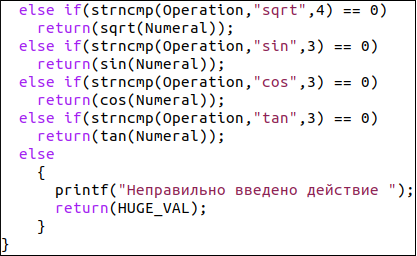 else if(strncmp(Operation,"sqrt",4) == 0)
return(sqrt(Numeral));
else if(strncmp(Operation,"sin",3) == 0)
return(sin(Numeral));
else if(strncmp(Operation,"cos",3) == 0)
return(cos(Numeral));
else if(strncmp(Operation,"tan",3) == 0)
return(tan(Numeral));
else
{
printf("Неправильно введено действие ");
return(HUGE_VAL);
}
}